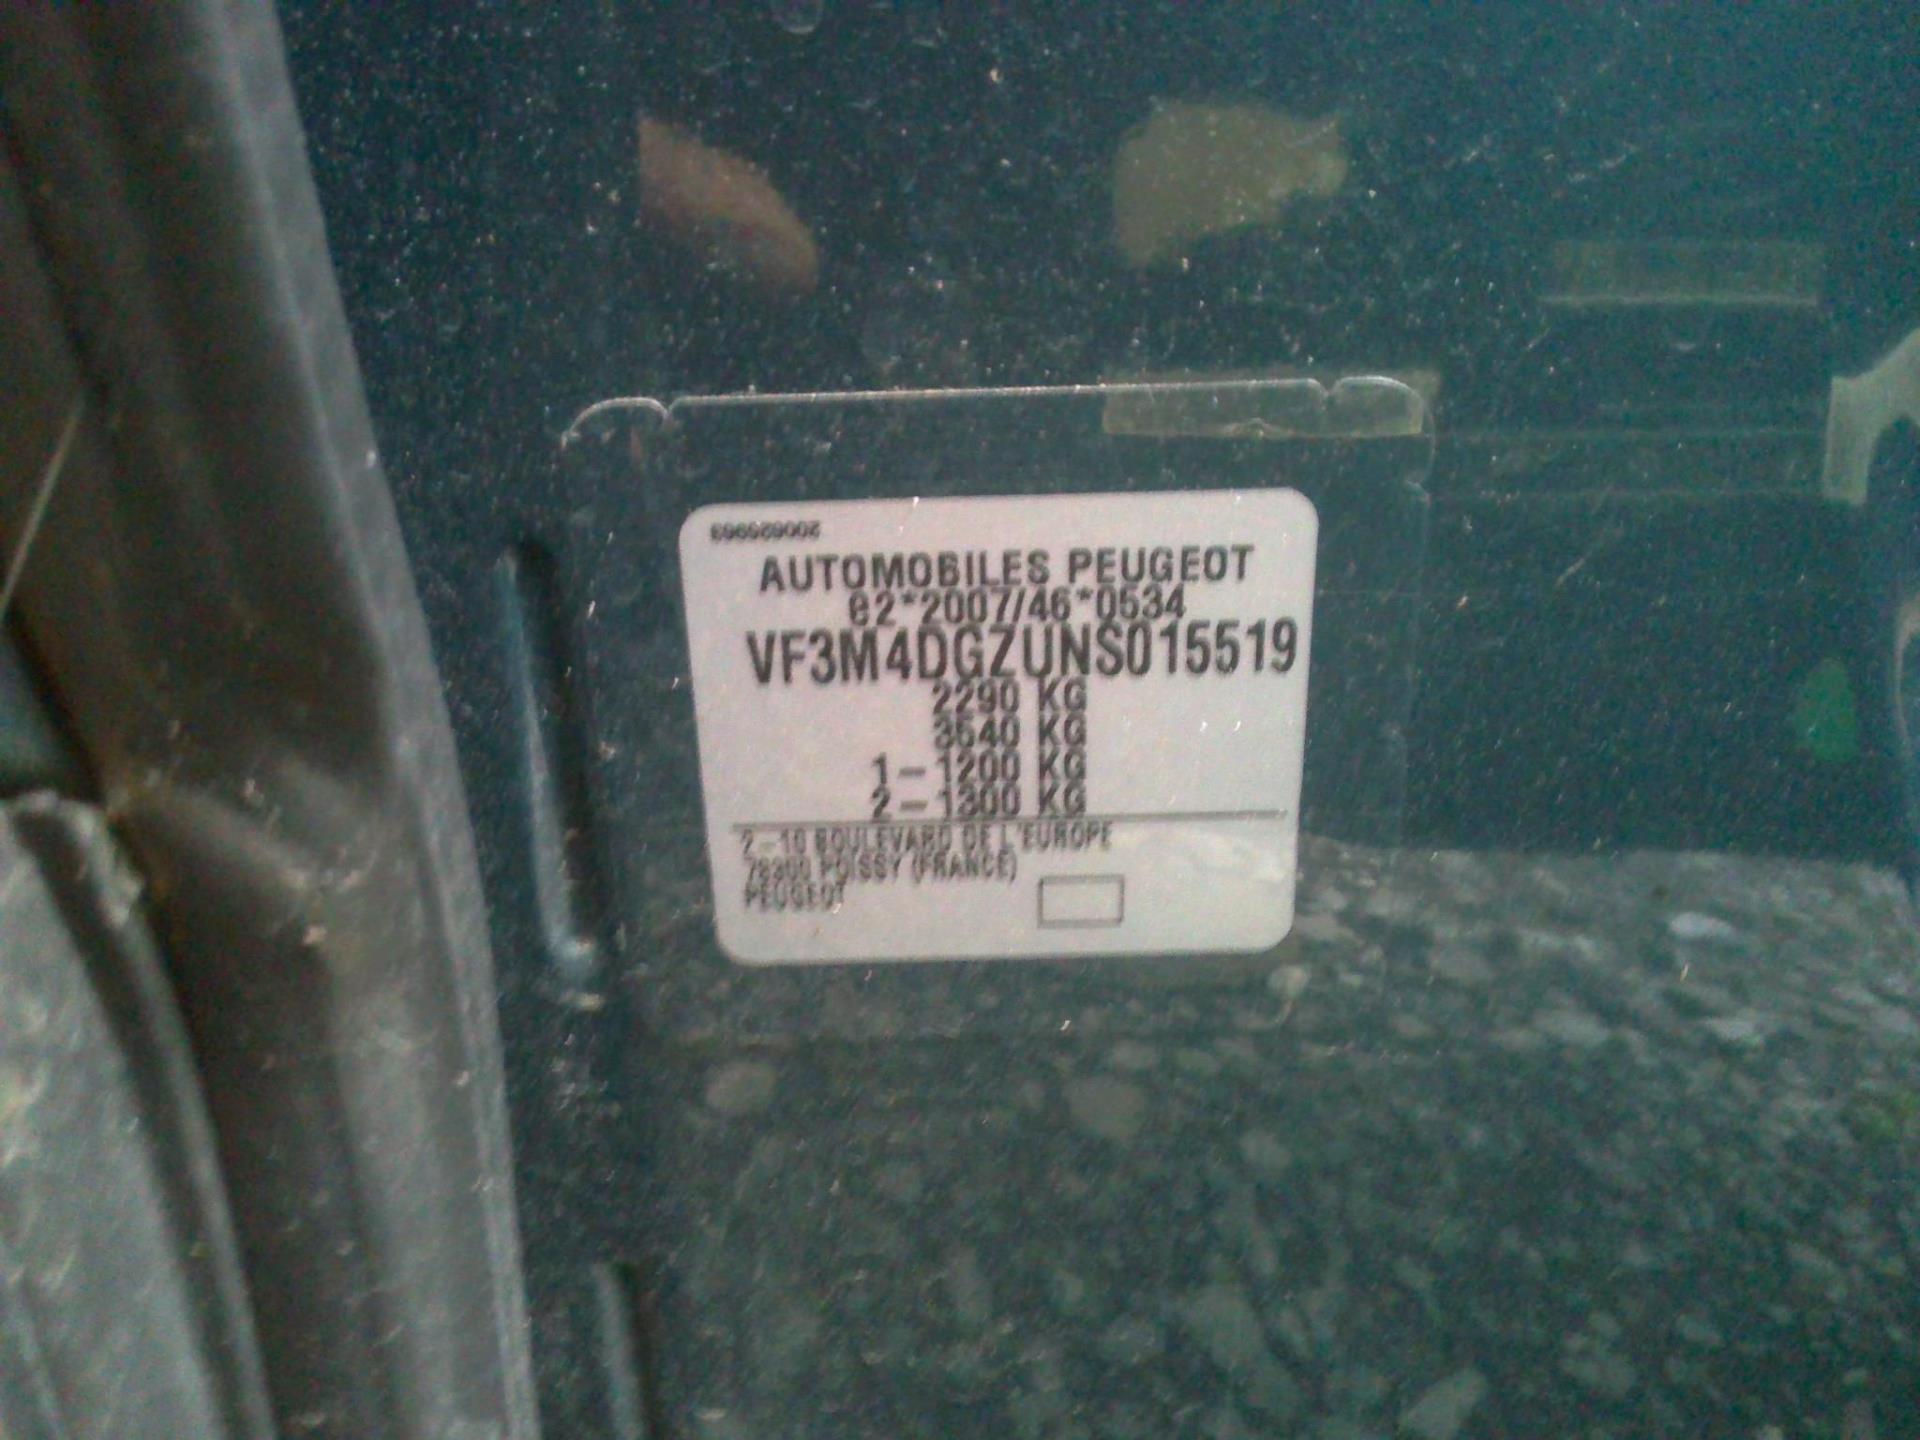 200625963
AUTOMOBILES PEUGEOT
e2*2007/46*0534
VF3M4DGZUNS015519
2290 KG
3540 KG
1-1200 KG
2-1300 KG
2-10 BOULEVARD DE L'EUROPE
78300 POISSY (FRANCE)
PEUGEOT